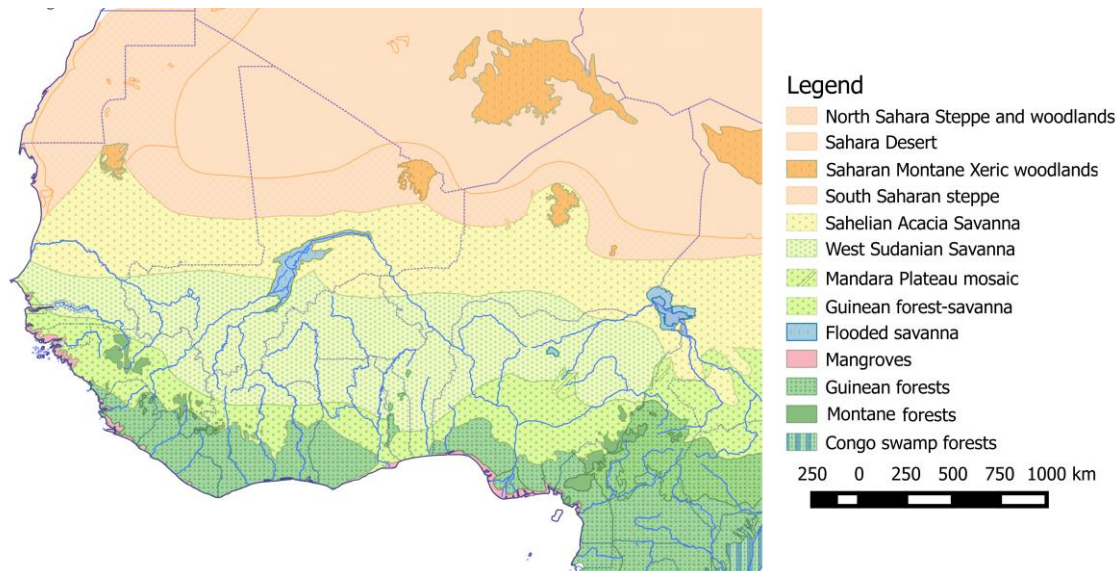 Legend
North Sahara Steppe and woodlands
Sahara Desert
Saharan Montane Xeric woodlands
South Saharan steppe
Sahelian Acacia Savanna
West Sudanian Savanna
Mandara Plateau mosaic
Guinean forest-savanna
Flooded savanna
Mangroves
Guinean forests
Montane forests
Congo swamp forests
250 0 250 500 750 1000 km